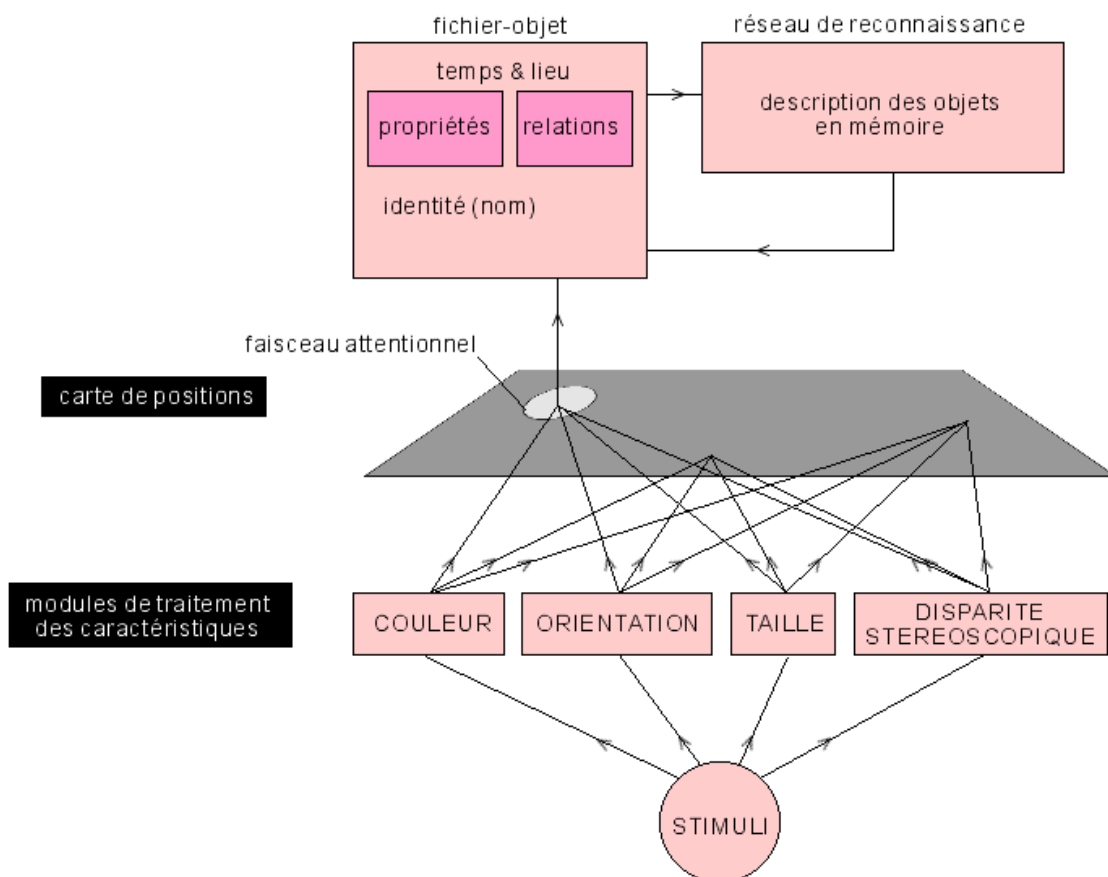 fichier-objet
réseau de reconnaissance
temps & lieu
propriétés
relations
identité (nom)
description des objets
en mémoire
faisceau attentionnel
carte de positions
modules de traitement
des caractéristiques
COULEUR
ORIENTATION
TAILLE
DISPARITE
STEREOSCOPIQUE
STIMULI